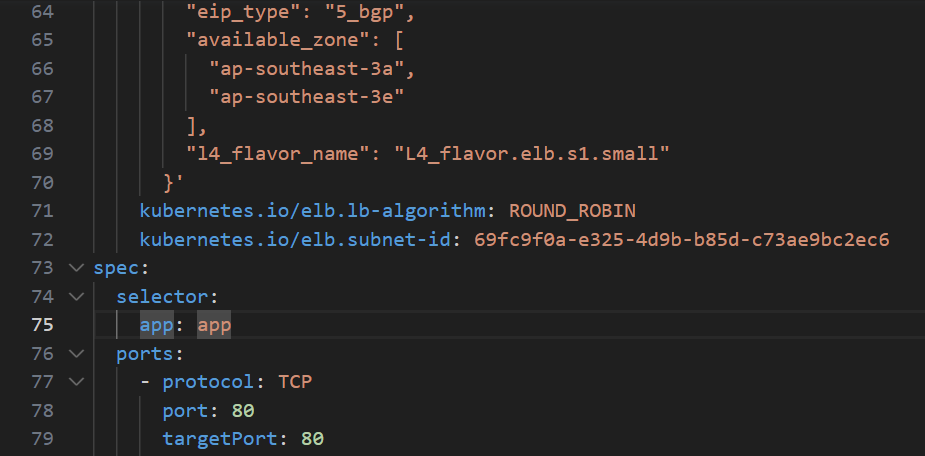 64 "eip_type": "5_bgp",
65 "available_zone": [
66 "ap-southeast-3a",
67 "ap-southeast-3e"
68 ],
69 "l4_flavor_name": "L4_flavor.elb.s1.small"
70 }'
71 kubernetes.io/elb.lb-algorithm: ROUND_ROBIN
72 kubernetes.io/elb.subnet-id: 69fc9f0a-e325-4d9b-b85d-c73ae9bc2ec6
73 spec:
74 selector:
75 app: app
76 ports:
77 - protocol: TCP
78 port: 80
79 targetPort: 80